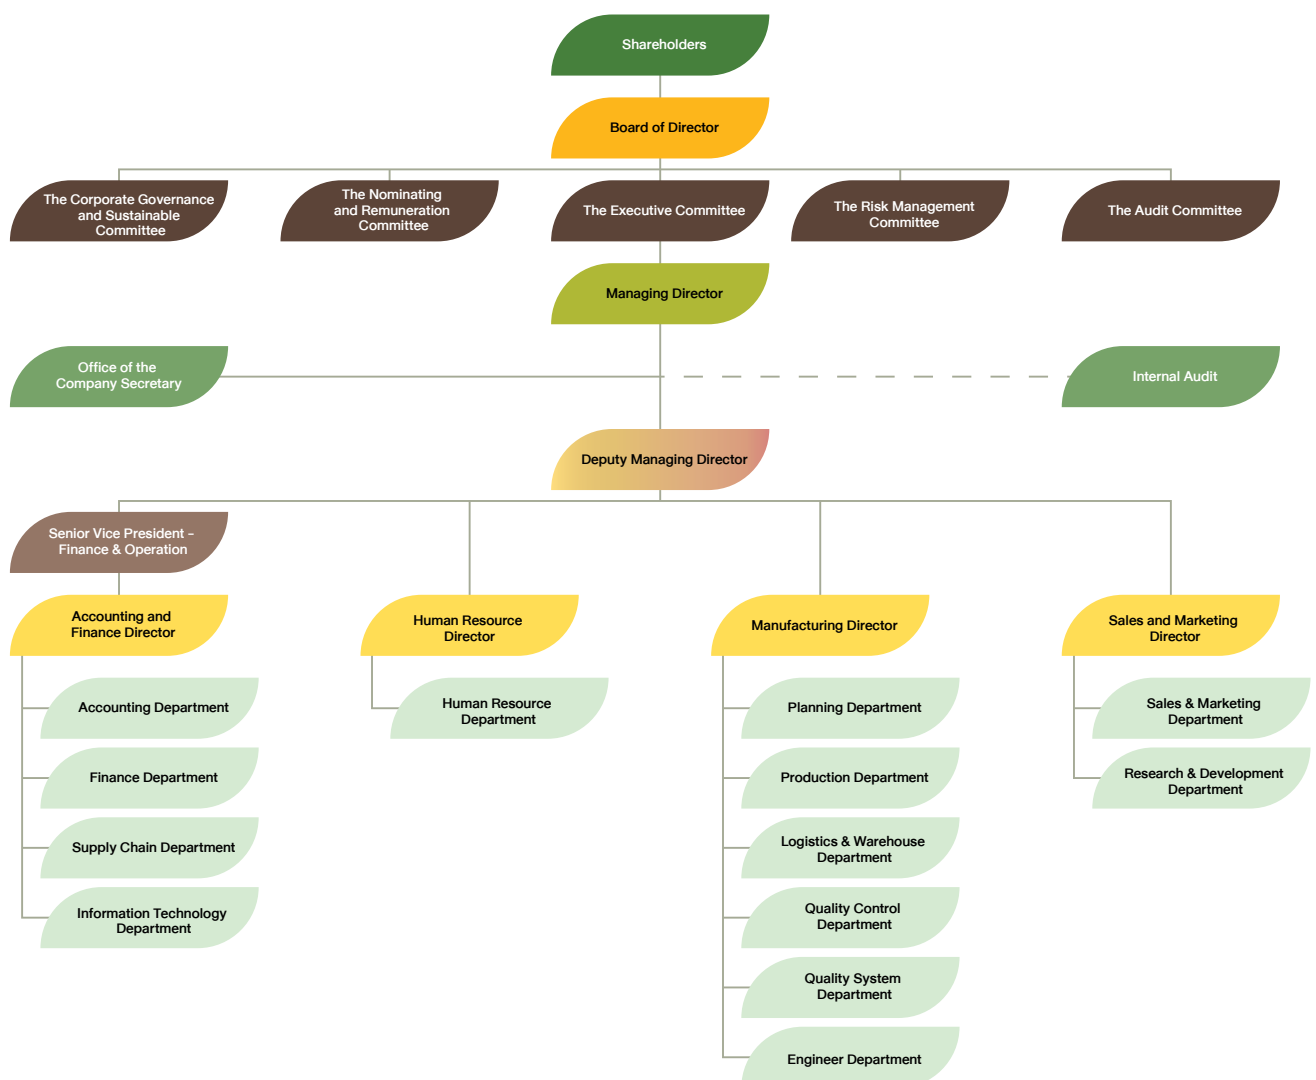 Shareholders
Board of Director
The Corporate Governance
and Sustainable
Committee
The Nominating
and Remuneration
Committee
The Executive Committee
The Risk Management
Committee
The Audit Committee
Managing Director
Office of the
Company Secretary
Internal Audit
Deputy Managing Director
Senior Vice President -
Finance & Operation
Accounting and
Finance Director
Human Resource
Director
Manufacturing Director
Sales and Marketing
Director
Accounting Department
Finance Department
Supply Chain Department
Information Technology
Department
Human Resource
Department
Planning Department
Production Department
Logistics & Warehouse
Department
Quality Control
Department
Quality System
Department
Engineer Department
Sales & Marketing
Department
Research & Development
Department